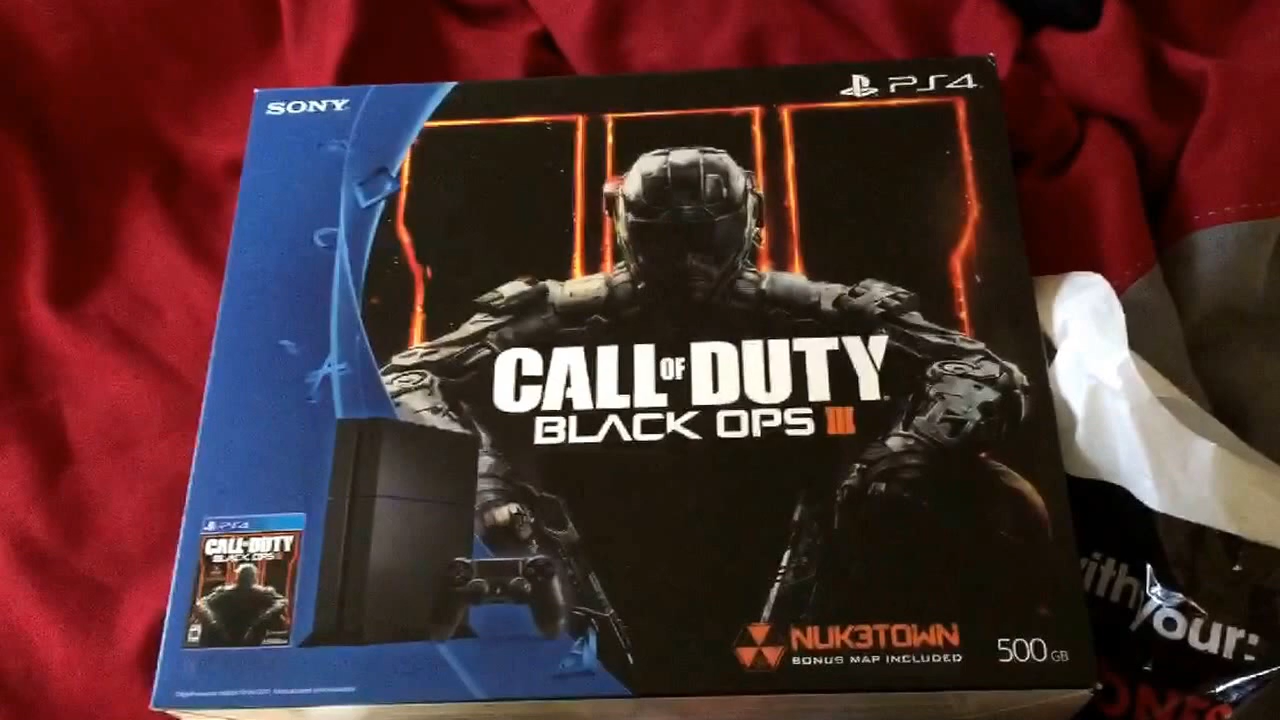 SONY
PS4
CALL OF DUTY
BLACK OPS III
PS4
CALL OF DUTY
BLACK OPS III
NUK3TOWN
BONUS MAP INCLUDED
500 GB
ith your: